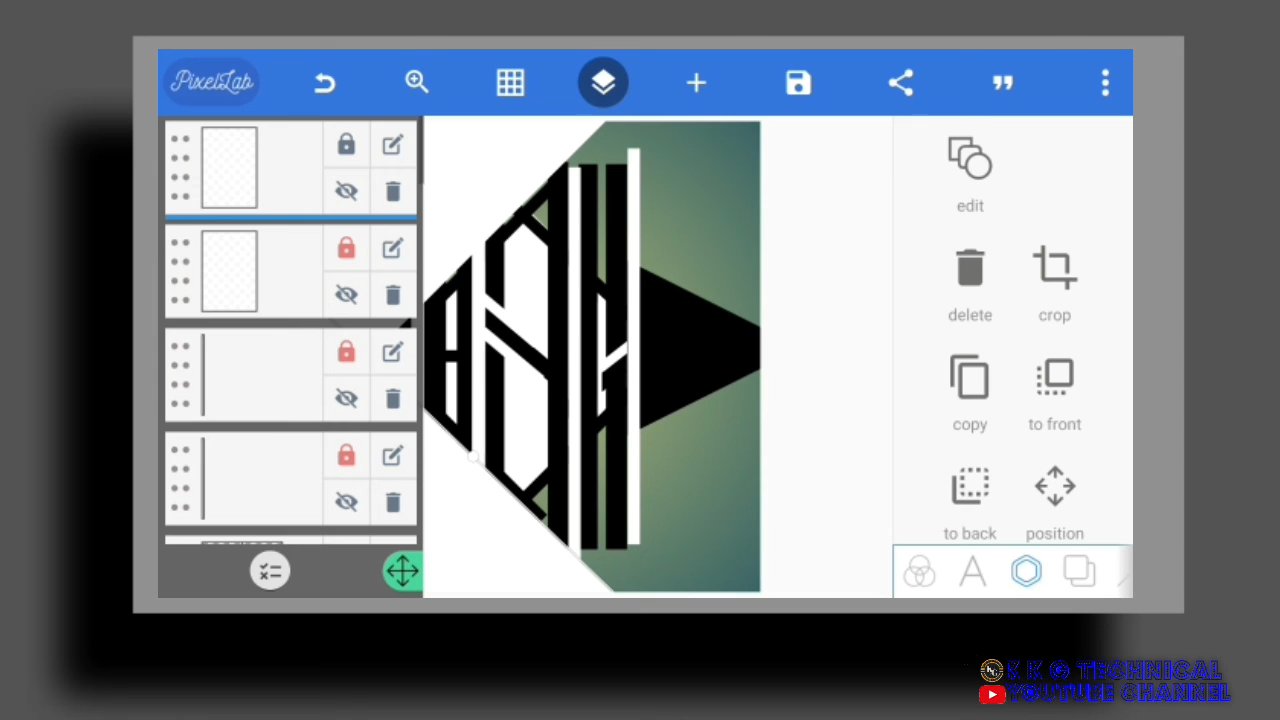 PixelLab
edit
delete
crop
copy
to front
to back
position
K K G TECHNICAL
YOUTUBE CHANNEL